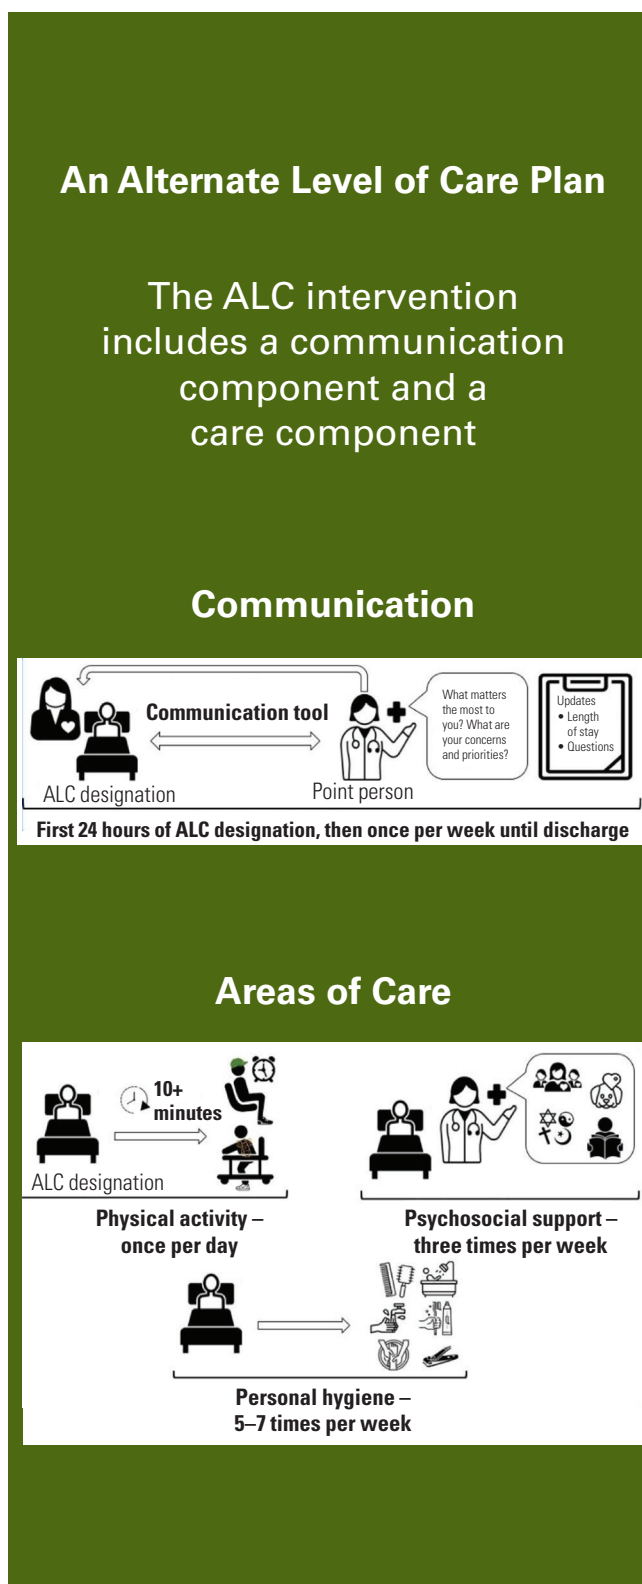 An Alternate Level of Care Plan
The ALC intervention
includes a communication
component and a
care component
Communication
Communication tool
ALC designation
Point person
What matters
the most to
you? What are
your concerns
and priorities?
Updates
• Length
of stay
• Questions
First 24 hours of ALC designation, then once per week until discharge
Areas of Care
10+
minutes
ALC designation
Physical activity –
once per day
Psychosocial support –
three times per week
Personal hygiene –
5–7 times per week